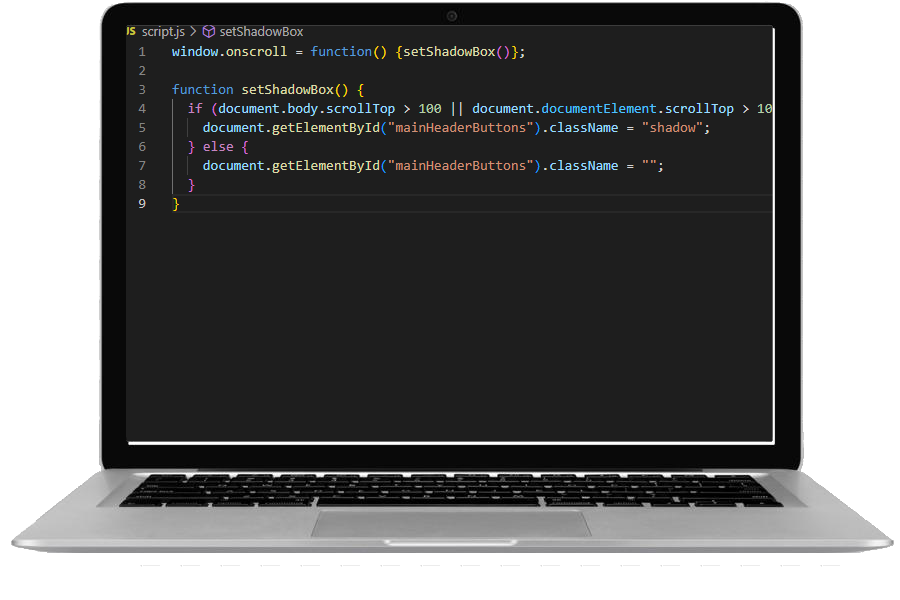 JS script.js > setShadowBox
1 window.onscroll = function() {setShadowBox()};
2
3 function setShadowBox() {
4 if (document.body.scrollTop > 100 || document.documentElement.scrollTop > 10
5 document.getElementById("mainHeaderButtons").className = "shadow";
6 } else {
7 document.getElementById("mainHeaderButtons").className = "";
8 }
9 }